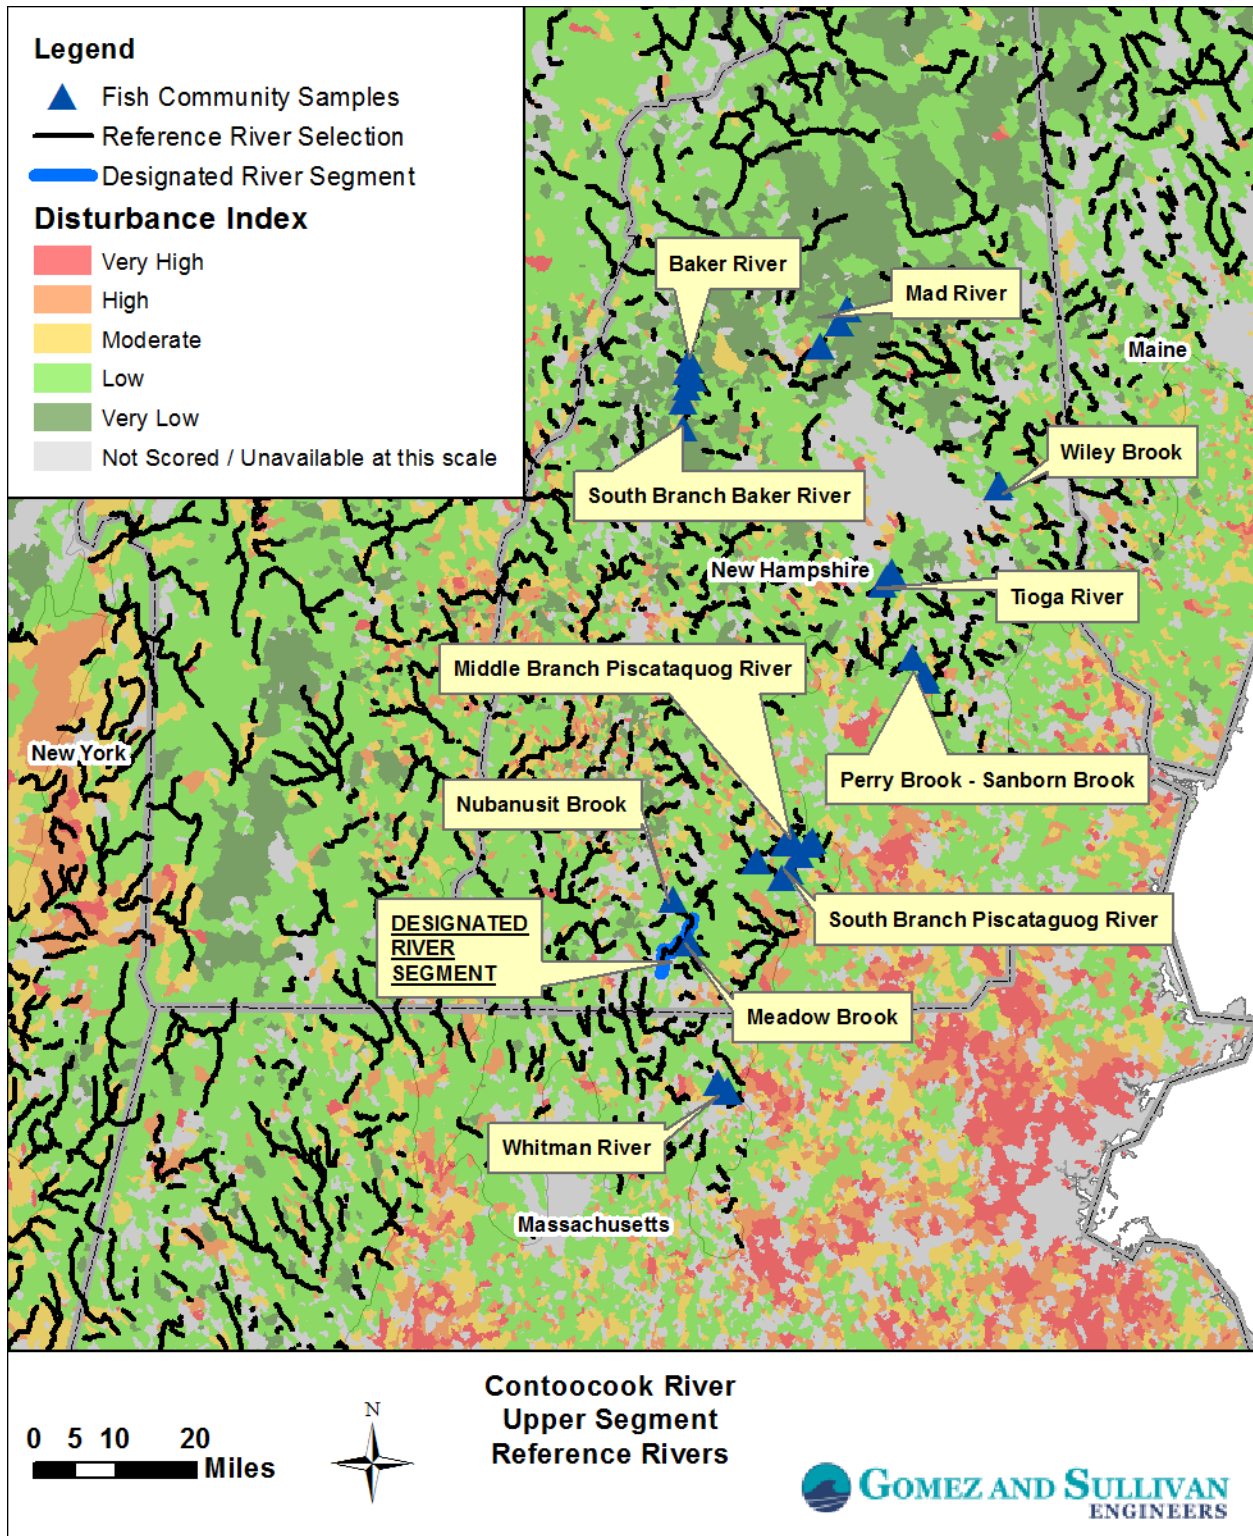 Legend
Fish Community Samples
Reference River Selection
Designated River Segment
Disturbance Index
Very High
High
Moderate
Low
Very Low
Not Scored / Unavailable at this scale
Baker River
Mad River
Maine
Wiley Brook
South Branch Baker River
New Hampshire
Tioga River
Middle Branch Piscataquog River
New York
Perry Brook - Sanborn Brook
Nubanusit Brook
DESIGNATED
RIVER
SEGMENT
South Branch Piscataguog River
Meadow Brook
Whitman River
Massachusetts
Contoocook River
Upper Segment
Reference Rivers
0 5 10 20
Miles
N
GOMEZ AND SULLIVAN
ENGINEERS